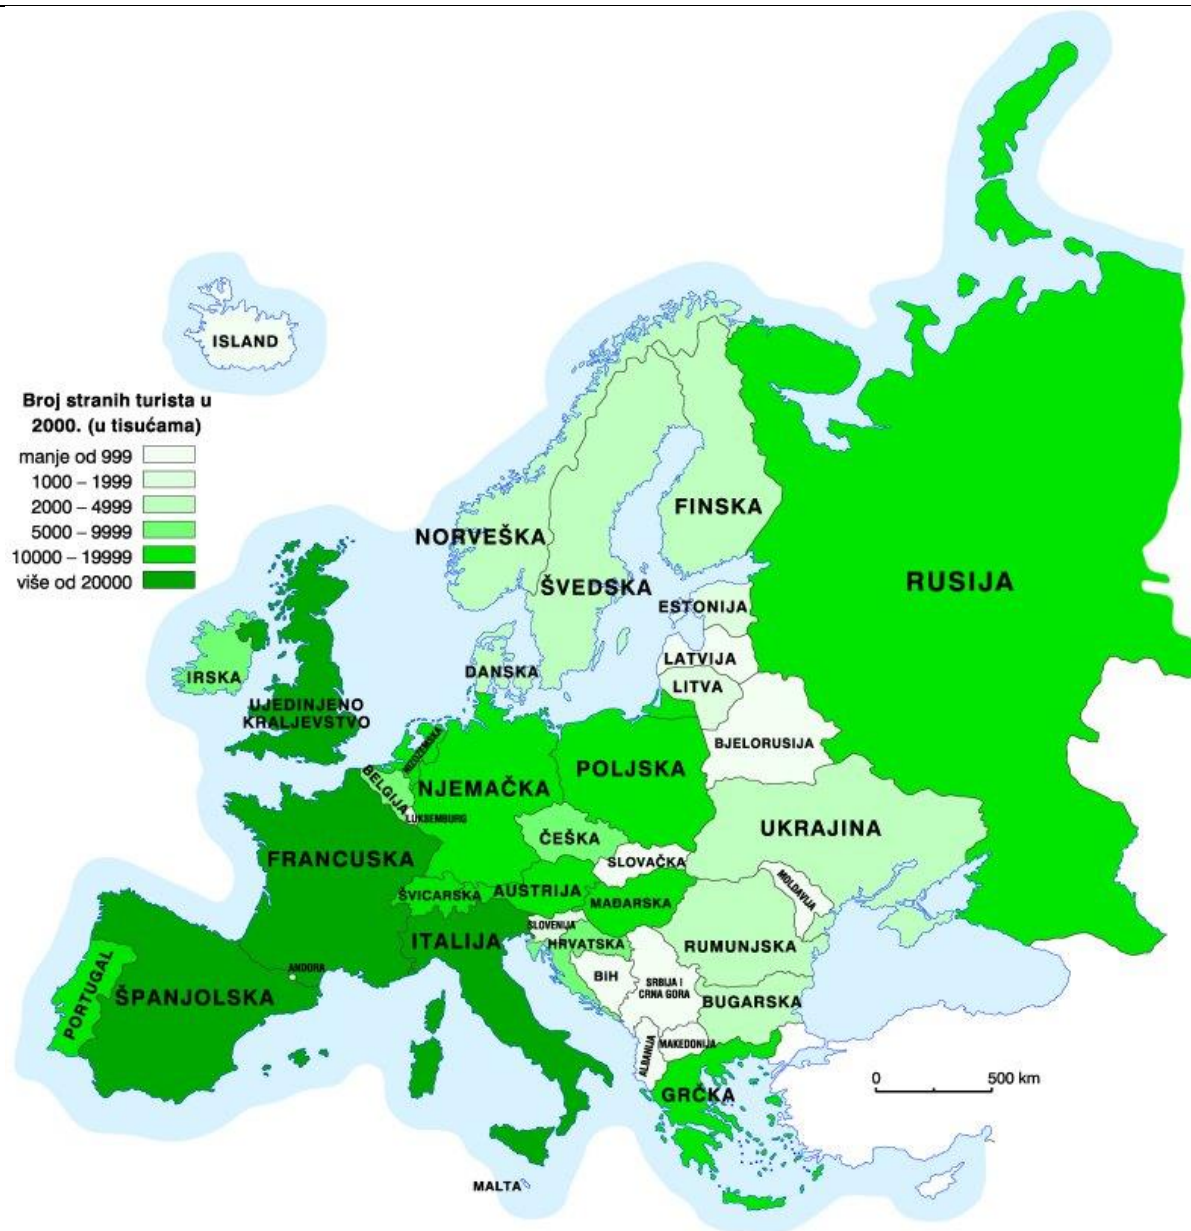 ISLAND
Broj stranih turista u
2000. (u tisućama)
manje od 999
1000 – 1999
2000 – 4999
5000 – 9999
10000 – 19999
više od 20000
NORVEŠKA
FINSKA
ŠVEDSKA
RUSIJA
ESTONIJA
LATVIJA
LITVA
DANSKA
IRSKA
UJEDINJENO
KRALJEVSTVO
BJELORUSIJA
NIZOZEMSKA
BELGIJA
NJEMAČKA
POLJSKA
LUKSEMBURG
UKRAJINA
ČEŠKA
FRANCUSKA
SLOVAČKA
MOLDAVIJA
ŠVICARSKA
AUSTRIJA
MAĐARSKA
SLOVENIJA
ITALIJA
HRVATSKA
RUMUNJSKA
ANDORA
BIH
SRBIJA I
CRNA GORA
PORTUGAL
ŠPANJOLSKA
BUGARSKA
ALBANIJA
MAKEDONIJA
GRČKA
0 500 km
MALTA